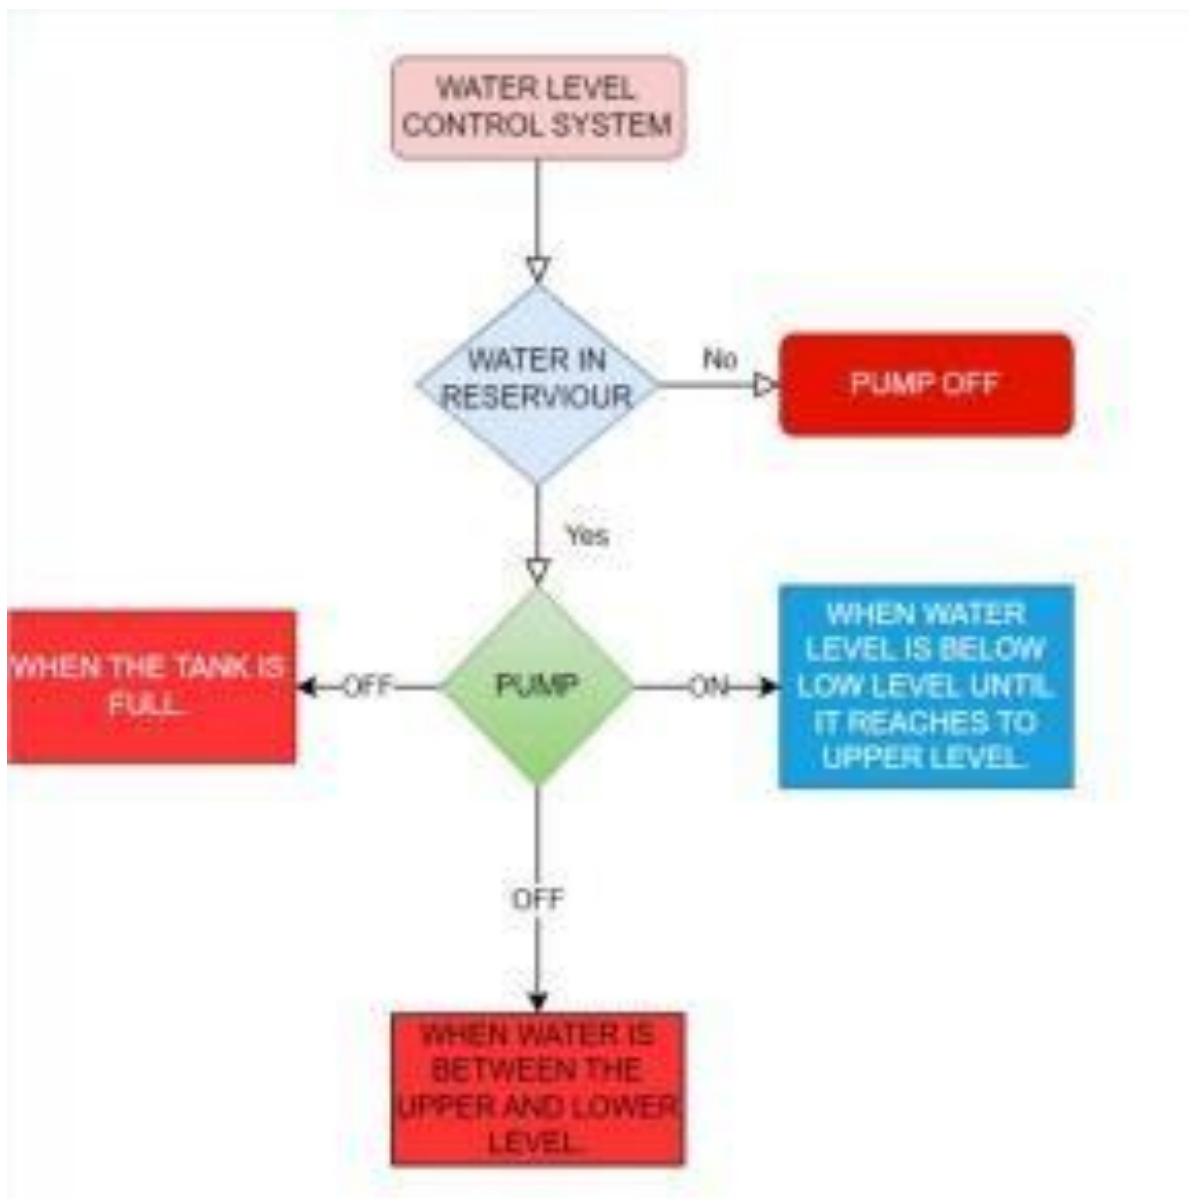 WATER LEVEL
CONTROL SYSTEM
WATER IN
RESERVIOUR
No
PUMP OFF
Yes
WHEN THE TANK IS
FULL.
OFF
PUMP
ON
WHEN WATER
LEVEL IS BELOW
LOW LEVEL UNTIL
IT REACHES TO
UPPER LEVEL.
OFF
WHEN WATER IS
BETWEEN THE
UPPER AND LOWER
LEVEL.